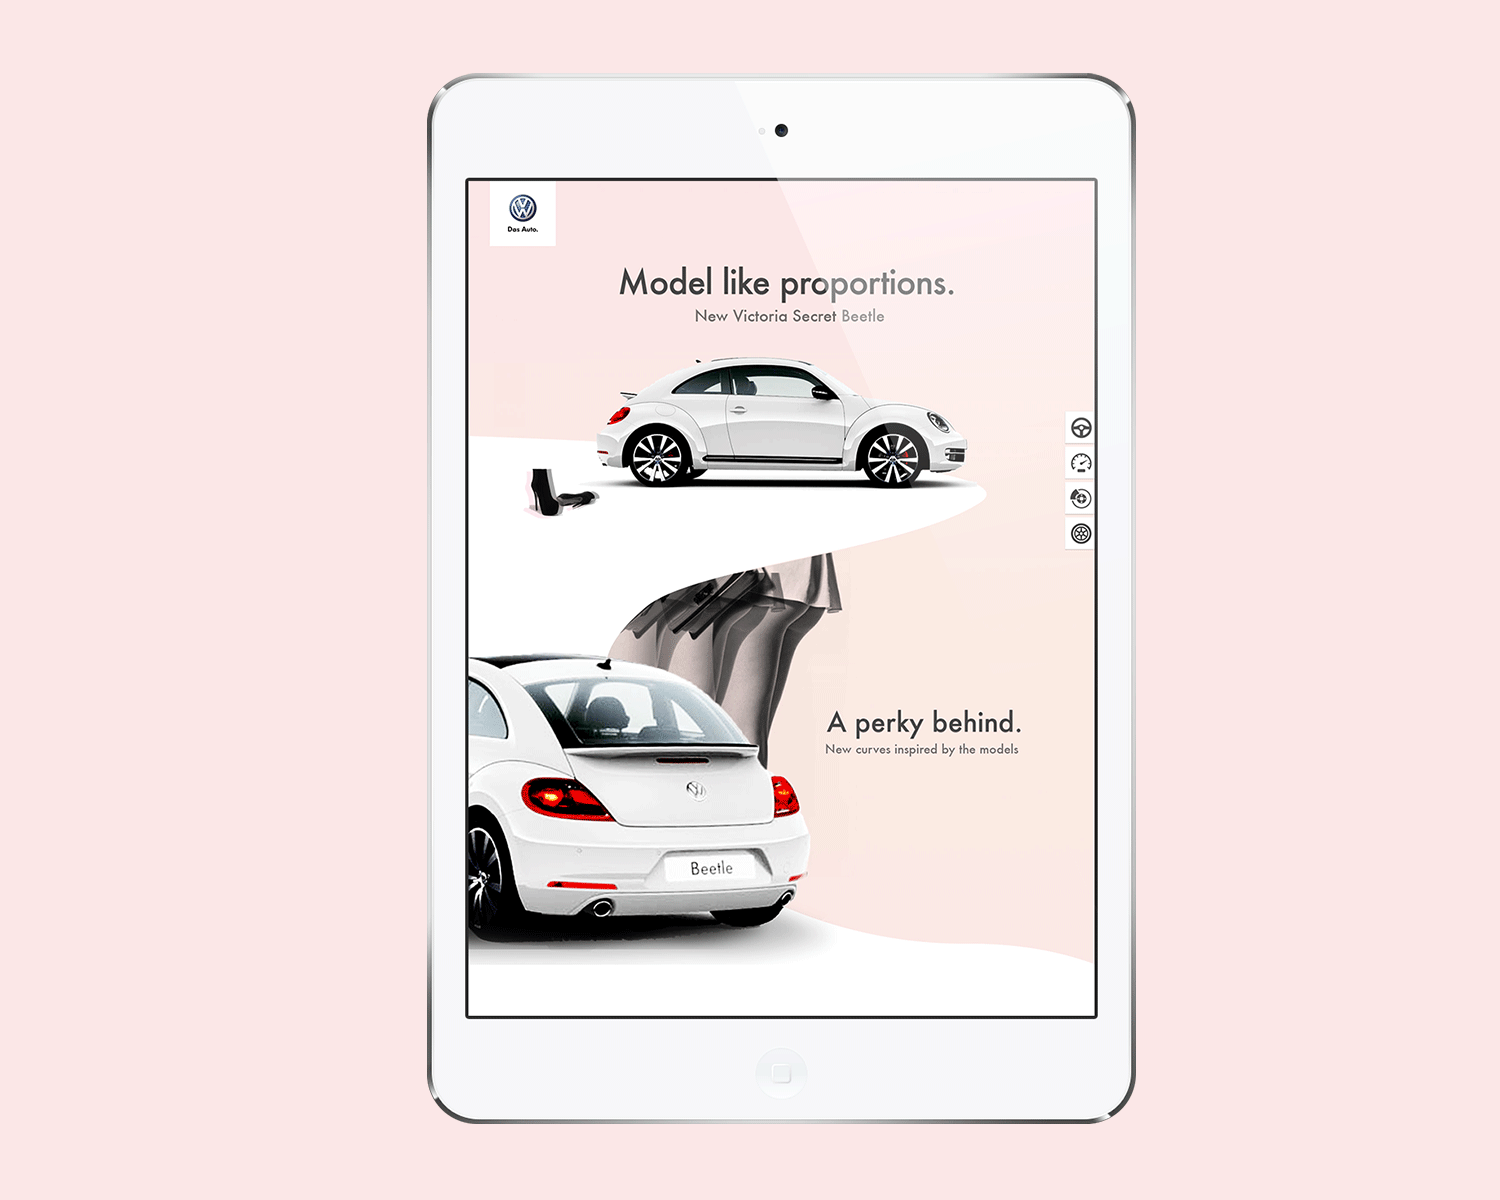 Das Auto.
Model like proportions.
New Victoria Secret Beetle
A perky behind.
New curves inspired by the models
Beetle